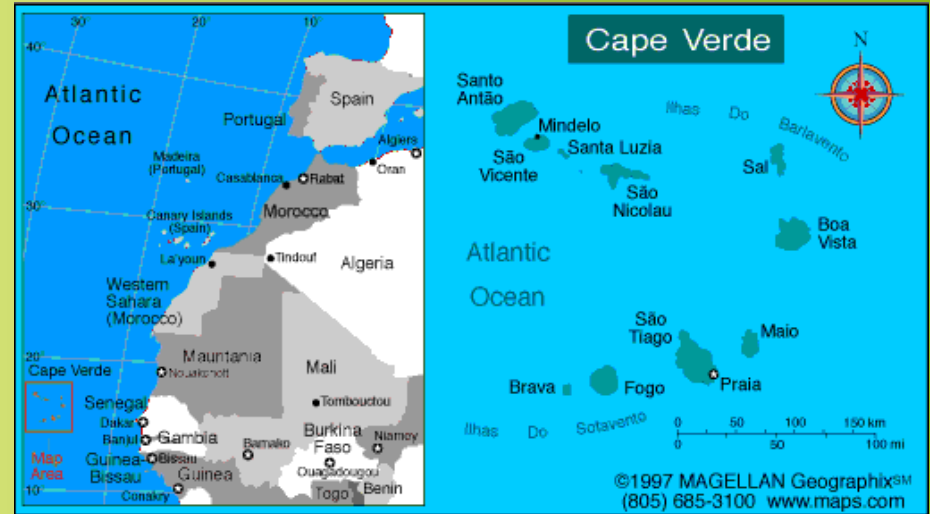 30°
20°
10°
40°
Atlantic
Ocean
Spain
Portugal
Algiers
Madeira
(Portugal)
Oran
Casablanca
Rabat
30
Morocco
Canary Islands
(Spain)
La'youn
Tindouf
Algeria
Western
Sahara
(Morocco)
20
Mauntania
Nouakchott
Mali
Cape Verde
Senegal
Tombouctou
Dakar
Banjul
Gambia
Bamako
Burkina
Faso
Niamey
Map
Area
Guinea-
Bissau
Bissau
Guinea
Ouagadougou
Conakry
Togo
Benin
10
Cape Verde
N
Santo
Antão
Ilhas Do Barlavento
Mindelo
São
Vicente
Santa Luzia
Sal
São
Nicolau
Boa
Vista
Atlantic
Ocean
São
Tiago
Maio
Brava
Fogo
Praia
Ilhas Do Sotavento
0 50 100 150 km
0 50 100 mi
©1997 MAGELLAN Geographix℠
(805) 685-3100 www.maps.com